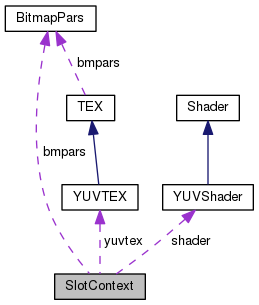 BitmapPars
bmpars
TEX
Shader
bmpars
YUVTEX
YUVShader
yuvtex
shader
SlotContext